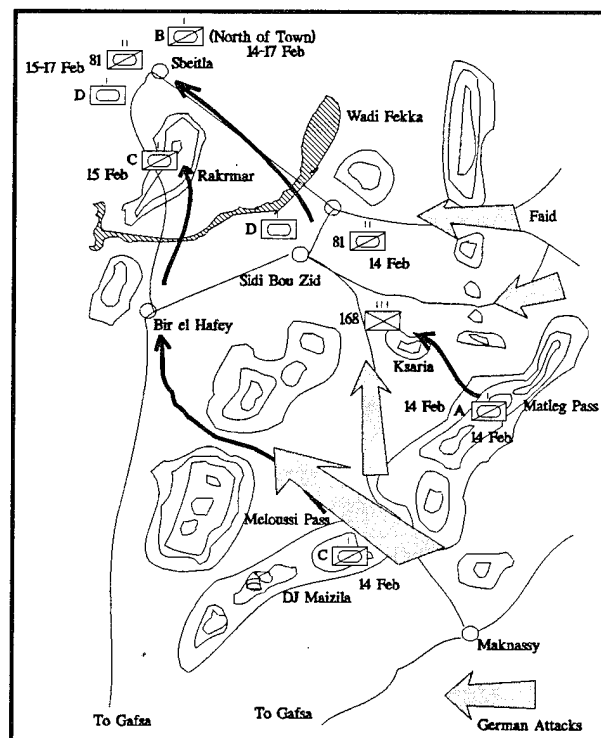 B (North of Town)
14-17 Feb
15-17 Feb 81
Sbeitla
D
Wadi Fekka
C
15 Feb
Rakrmar
D
Faid
81
14 Feb
Sidi Bou Zid
168
Bir el Hafey
Ksaria
14 Feb
A
Matleg Pass
14 Feb
Meloussi Pass
C
14 Feb
DJ Maizila
Maknassy
To Gafsa
To Gafsa
German Attacks